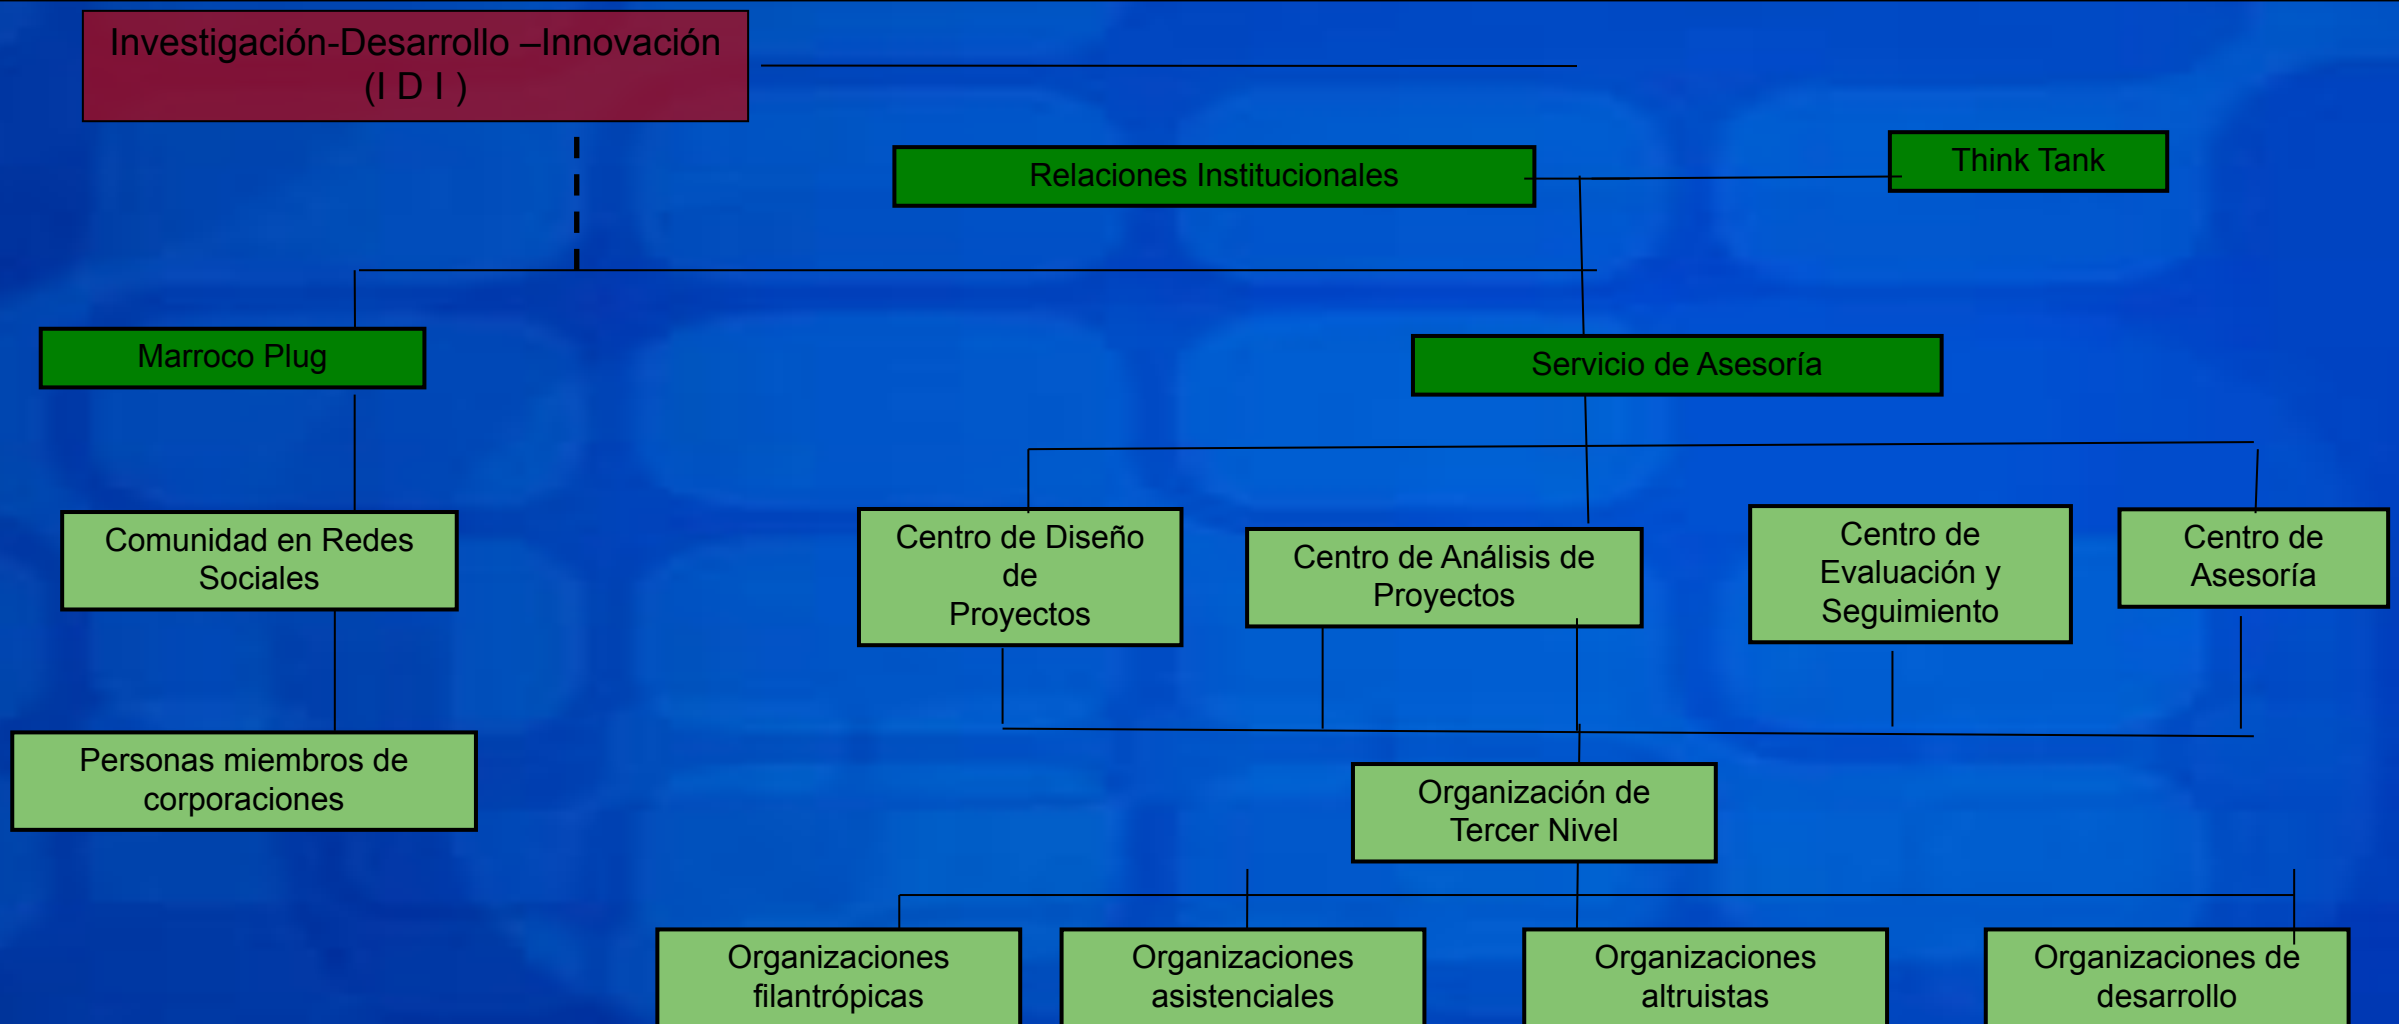 Investigación-Desarrollo –Innovación
(I D I )
Relaciones Institucionales
Think Tank
Marroco Plug
Servicio de Asesoría
Comunidad en Redes
Sociales
Centro de Diseño
de
Proyectos
Centro de Análisis de
Proyectos
Centro de
Evaluación y
Seguimiento
Centro de
Asesoría
Personas miembros de
corporaciones
Organización de
Tercer Nivel
Organizaciones
filantrópicas
Organizaciones
asistenciales
Organizaciones
altruistas
Organizaciones de
desarrollo